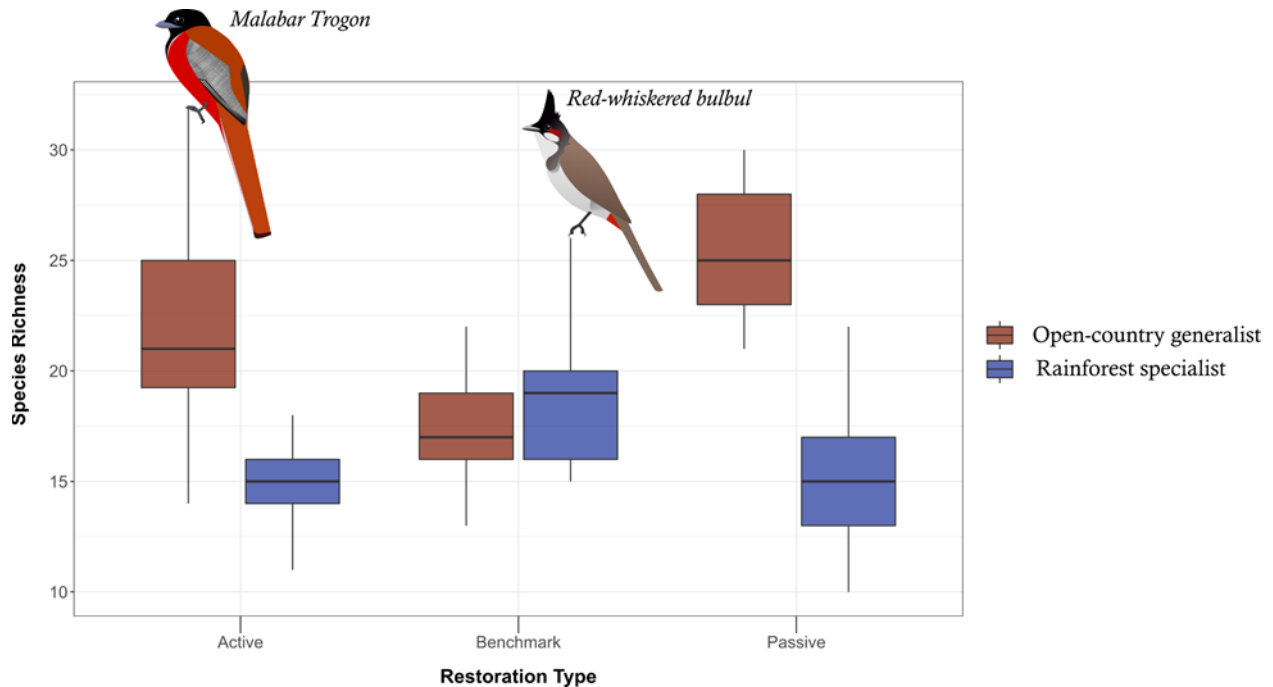 Malabar Trogon
Red-whiskered bulbul
Species Richness
30
25
20
15
10
Active
Benchmark
Passive
Restoration Type
Open-country generalist
Rainforest specialist